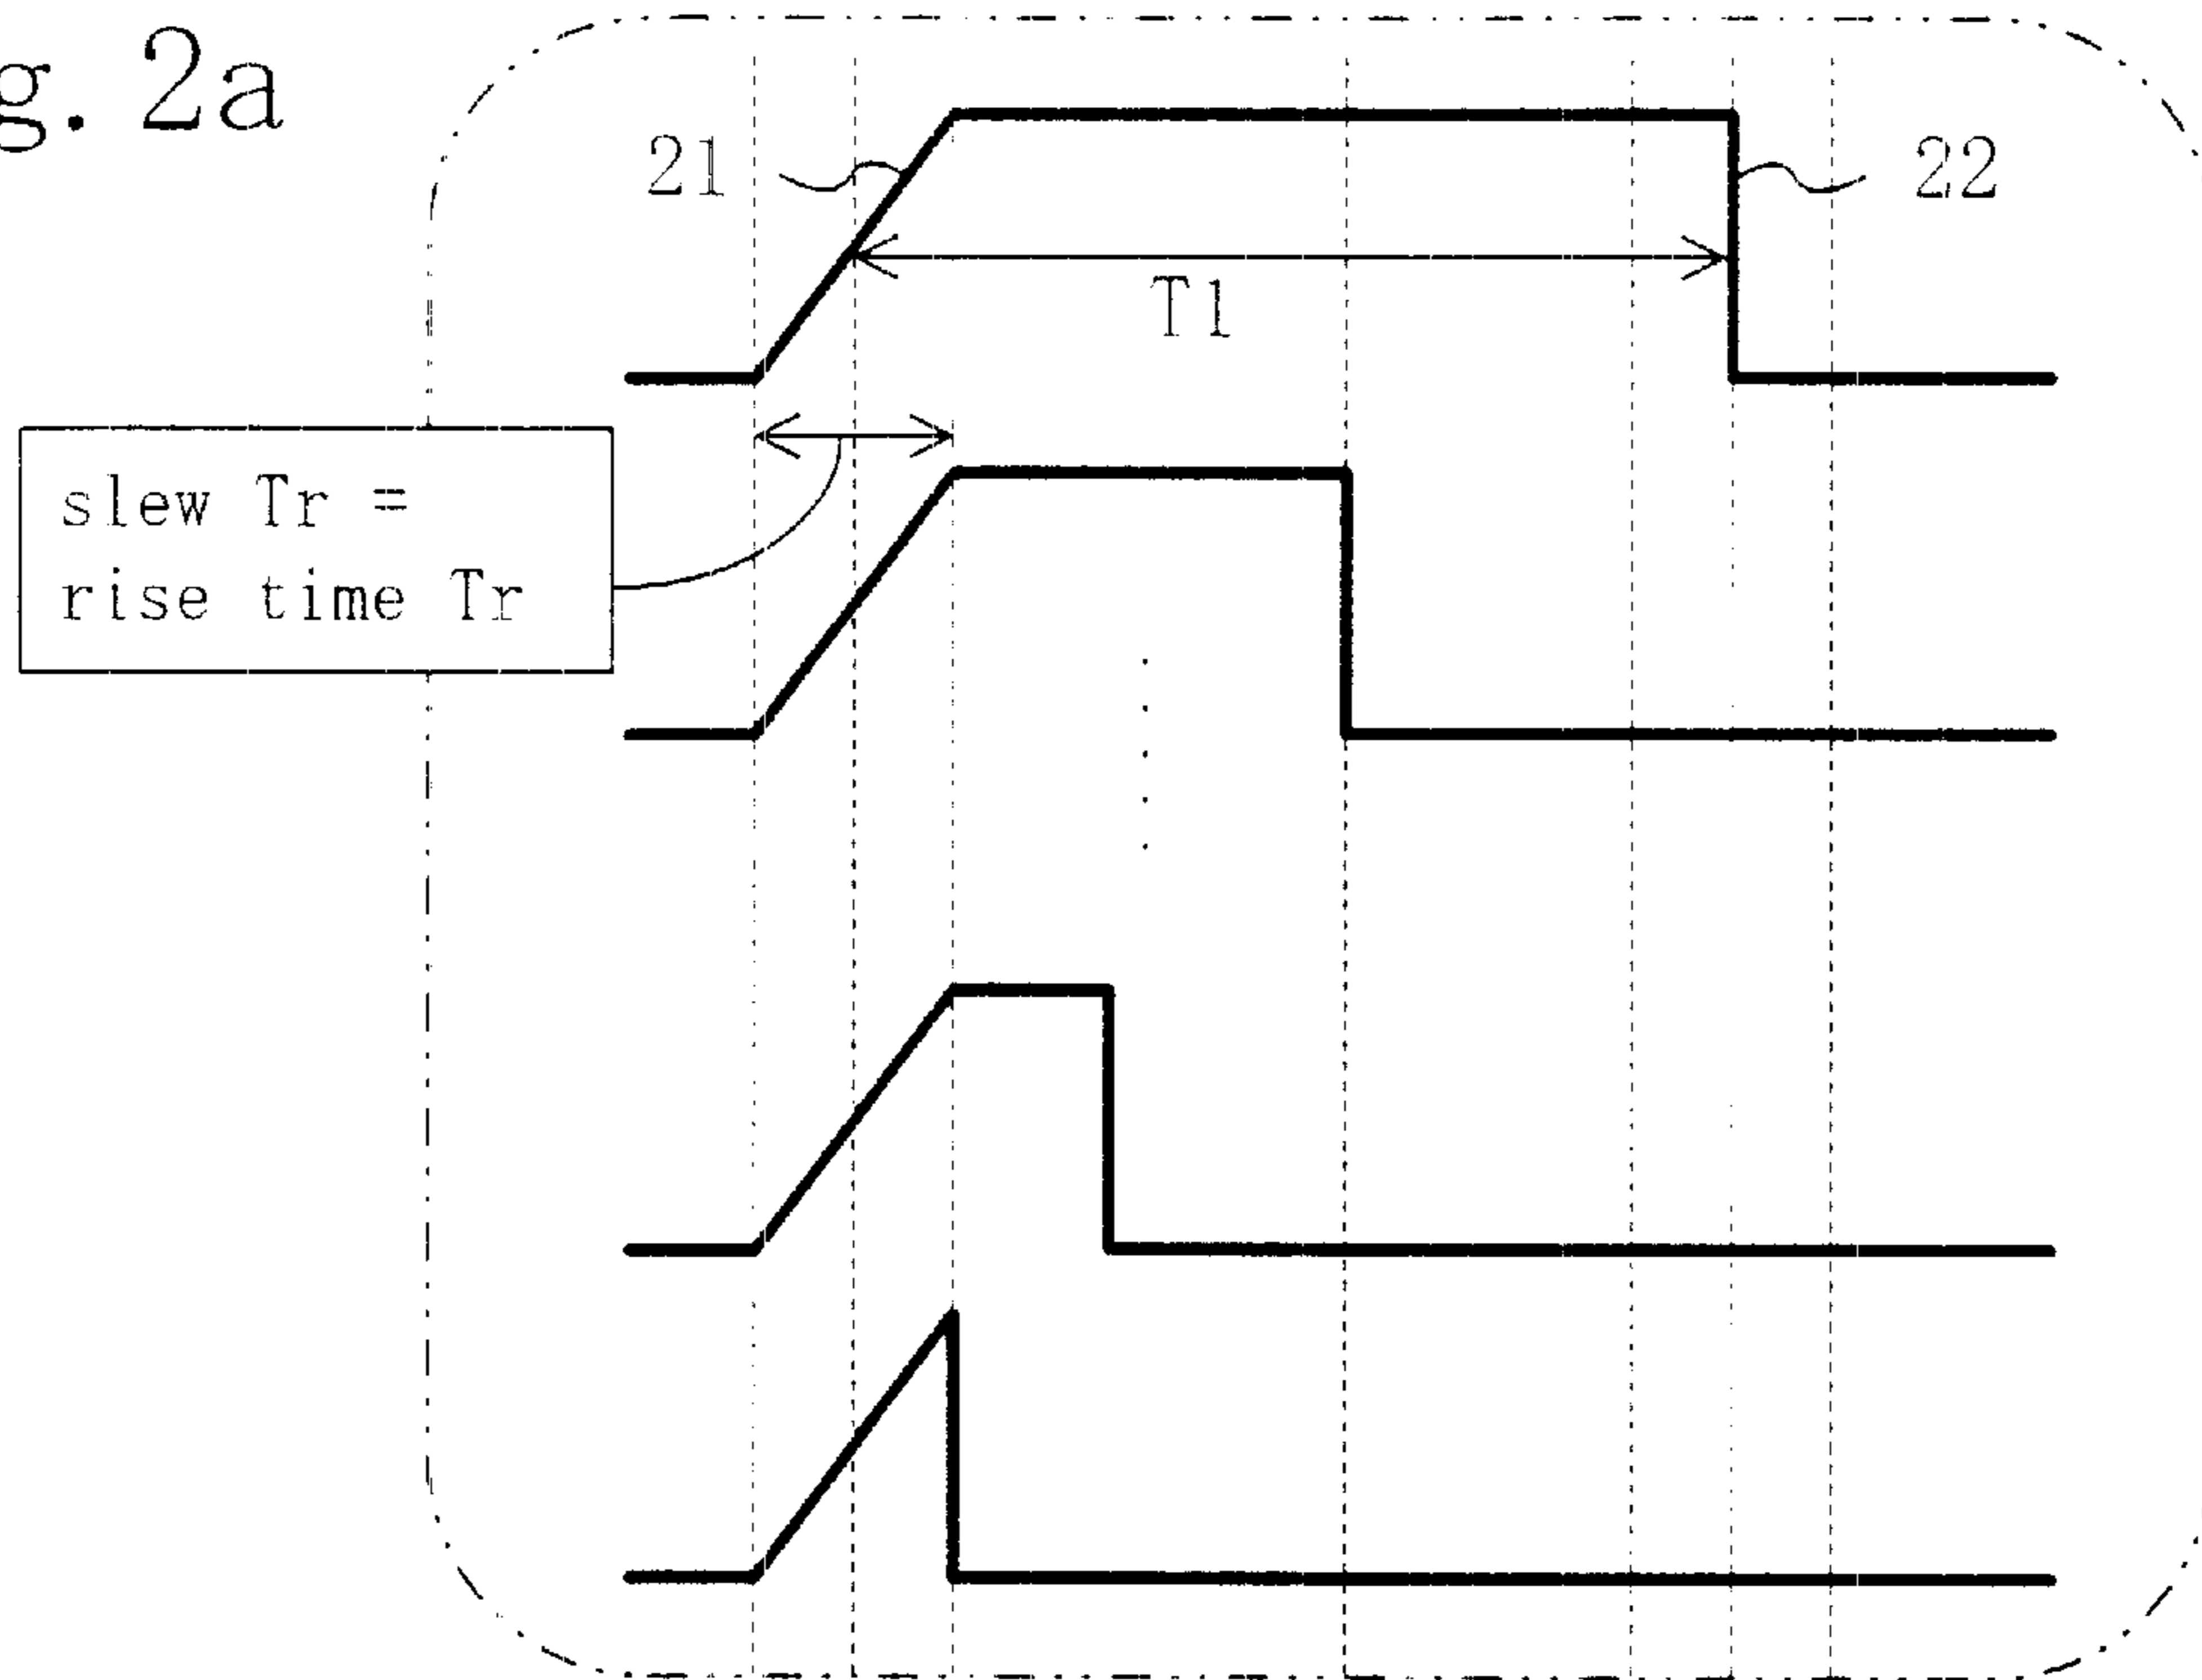 g. 2a
21
22
T1
slew Tr =
rise time Tr